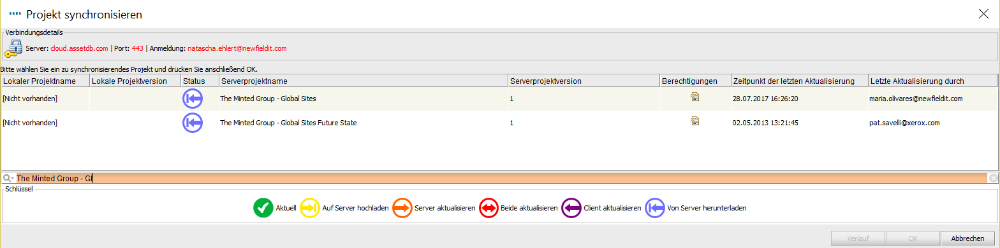 Projekt synchronisieren
Verbindungsdetails
Server: cloud.assetdb.com | Port: 443 | Anmeldung: natascha.ehlert@newfieldit.com
Bitte wählen Sie ein zu synchronisierendes Projekt und drücken Sie anschließend OK.
Lokaler Projektname Lokale Projektversion Status Serverprojektname Serverprojektversion Berechtigungen Zeitpunkt der letzten Aktualisierung Letzte Aktualisierung durch
[Nicht vorhanden] The Minted Group - Global Sites 1 28.07.2017 16:26:20 maria.olivares@newfieldit.com
[Nicht vorhanden] The Minted Group - Global Sites Future State 1 02.05.2013 13:21:45 pat.savelli@xerox.com
The Minted Group - Gl
Schlüssel
Aktuell Auf Server hochladen Server aktualisieren Beide aktualisieren Client aktualisieren Von Server herunterladen
Verlauf OK Abbrechen